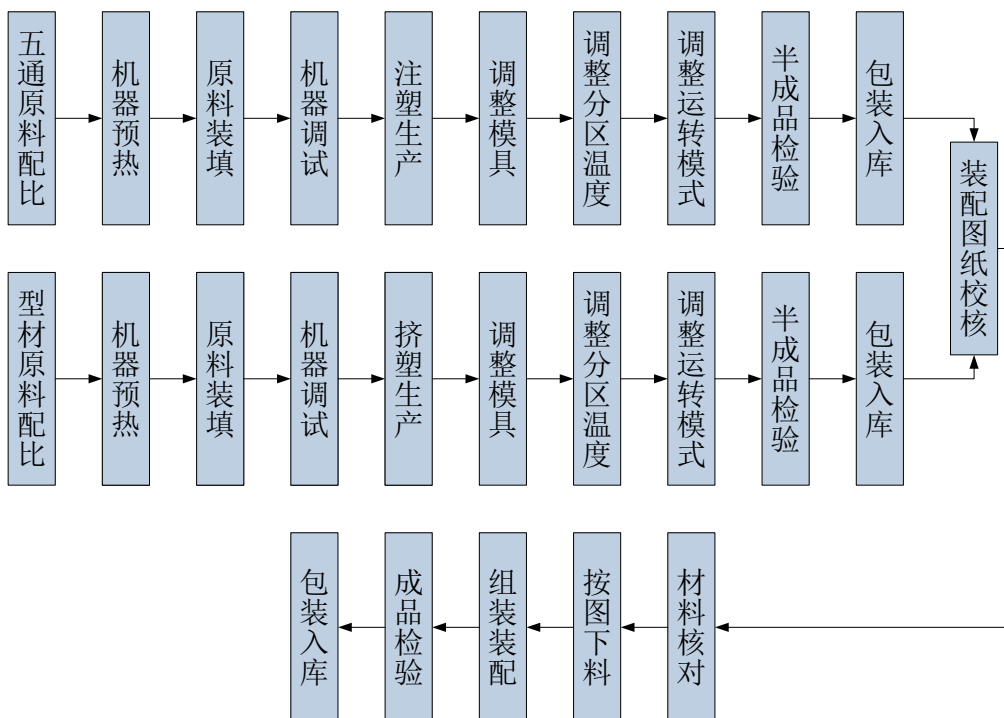 五通原料配比
机器预热
原料装填
机器调试
注塑生产
调整模具
调整分区温度
调整运转模式
半成品检验
包装入库
装配图纸校核
型材原料配比
机器预热
原料装填
机器调试
挤塑生产
调整模具
调整分区温度
调整运转模式
半成品检验
包装入库
包装入库
成品检验
组装装配
按图下料
材料核对